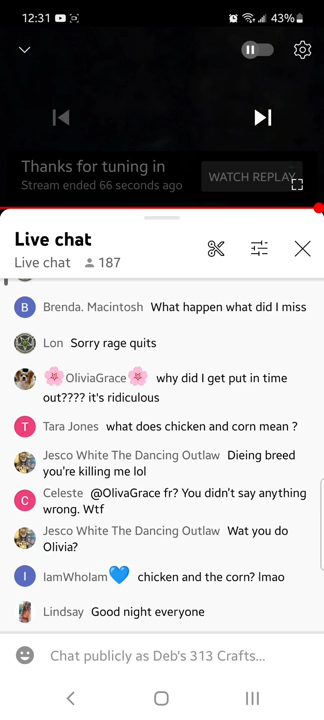 12:31 43%
Thanks for tuning in
Stream ended 66 seconds ago
WATCH REPLAY
Live chat
Live chat 187
B Brenda. Macintosh What happen what did I miss
Lon Sorry rage quits
🌸OliviaGrace🌸 why did I get put in time
out???? it's ridiculous
T Tara Jones what does chicken and corn mean ?
Jesco White The Dancing Outlaw Dieing breed
you're killing me lol
C Celeste @OlivaGrace fr? You didn't say anything
wrong. Wtf
Jesco White The Dancing Outlaw Wat you do
Olivia?
I IamWhoIam💙 chicken and the corn? lmao
Lindsay Good night everyone
Chat publicly as Deb's 313 Crafts...